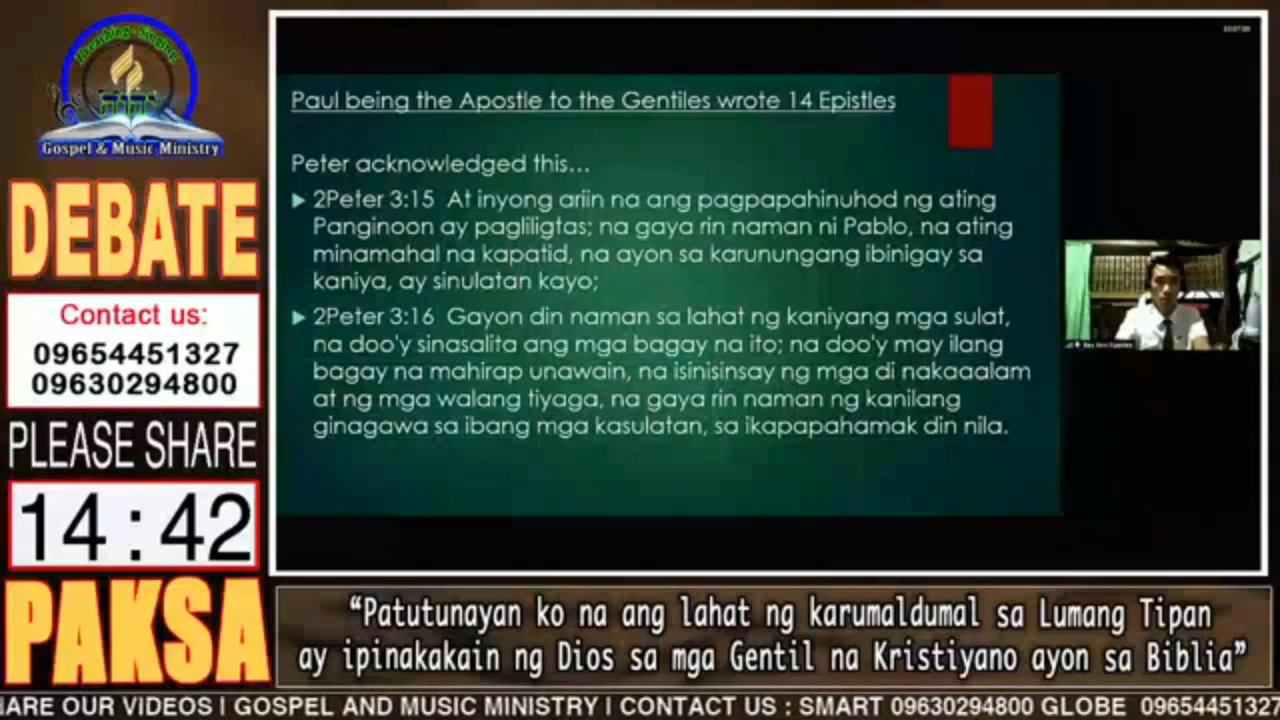 Preaching Singing
יהוה
Gospel & Music Ministry
DEBATE
Contact us:
09654451327
09630294800
PLEASE SHARE
14:42
PAKSA
Paul being the Apostle to the Gentiles wrote 14 Epistles
Peter acknowledged this...
2Peter 3:15 At inyong ariin na ang pagpapahinuhod ng ating
Panginoon ay pagliligtas; na gaya rin naman ni Pablo, na ating
minamahal na kapatid, na ayon sa karunungang ibinigay sa
kaniya, ay sinulatan kayo;
2Peter 3:16 Gayon din naman sa lahat ng kaniyang mga sulat,
na doo'y sinasalita ang mga bagay na ito; na doo'y may ilang
bagay na mahirap unawain, na isinisinsay ng mga di nakaaalam
at ng mga walang tiyaga, na gaya rin naman ng kanilang
ginagawa sa ibang mga kasulatan, sa ikapapahamak din nila.
“Patutunayan ko na ang lahat ng karumaldumal sa Lumang Tipan
ay ipinakakain ng Dios sa mga Gentil na Kristiyano ayon sa Biblia”
HARE OUR VIDEOS | GOSPEL AND MUSIC MINISTRY | CONTACT US : SMART 09630294800 GLOBE 09654451327